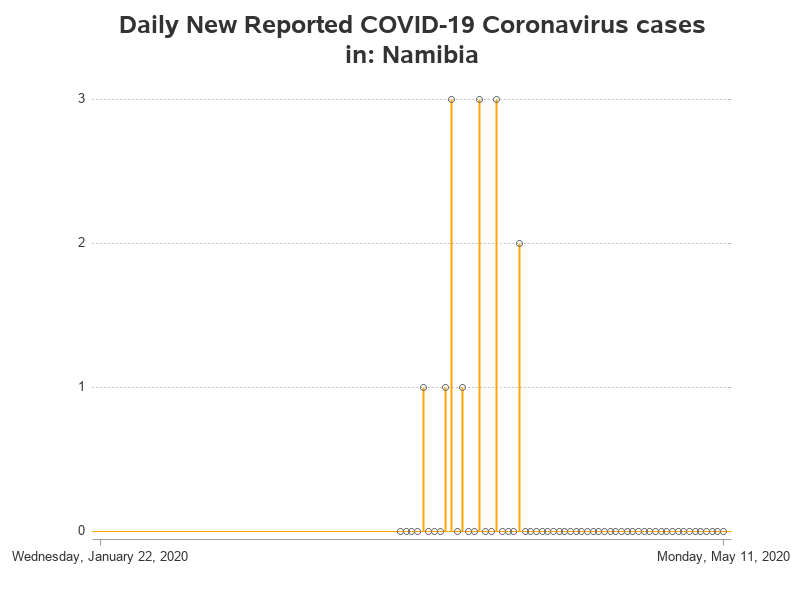 Daily New Reported COVID-19 Coronavirus cases
in: Namibia
3
2
1
0
Wednesday, January 22, 2020 Monday, May 11, 2020